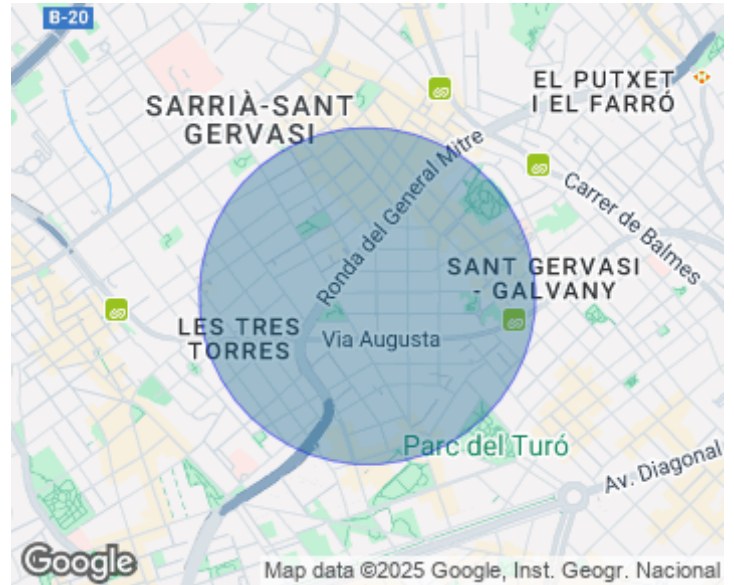 B-20
EL PUTXET
I EL FARRÓ
SARRIÀ-SANT
GERVASI
Ronda del General Mitre
Carrer de Balmes
SANT GERVASI
- GALVANY
LES TRES
TORRES
Via Augusta
Parc del Turó
Av. Diagonal
Google
Map data ©2025 Google, Inst. Geogr. Nacional